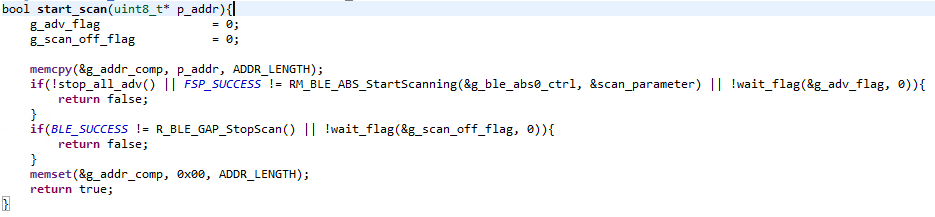 bool start_scan(uint8_t* p_addr){
    g_adv_flag              = 0;
    g_scan_off_flag         = 0;

    memcpy(&g_addr_comp, p_addr, ADDR_LENGTH);
    if(!stop_all_adv() || FSP_SUCCESS != RM_BLE_ABS_StartScanning(&g_ble_abs0_ctrl, &scan_parameter) || !wait_flag(&g_adv_flag, 0)){
        return false;
    }
    if(BLE_SUCCESS != R_BLE_GAP_StopScan() || !wait_flag(&g_scan_off_flag, 0)){
        return false;
    }
    memset(&g_addr_comp, 0x00, ADDR_LENGTH);
    return true;
}